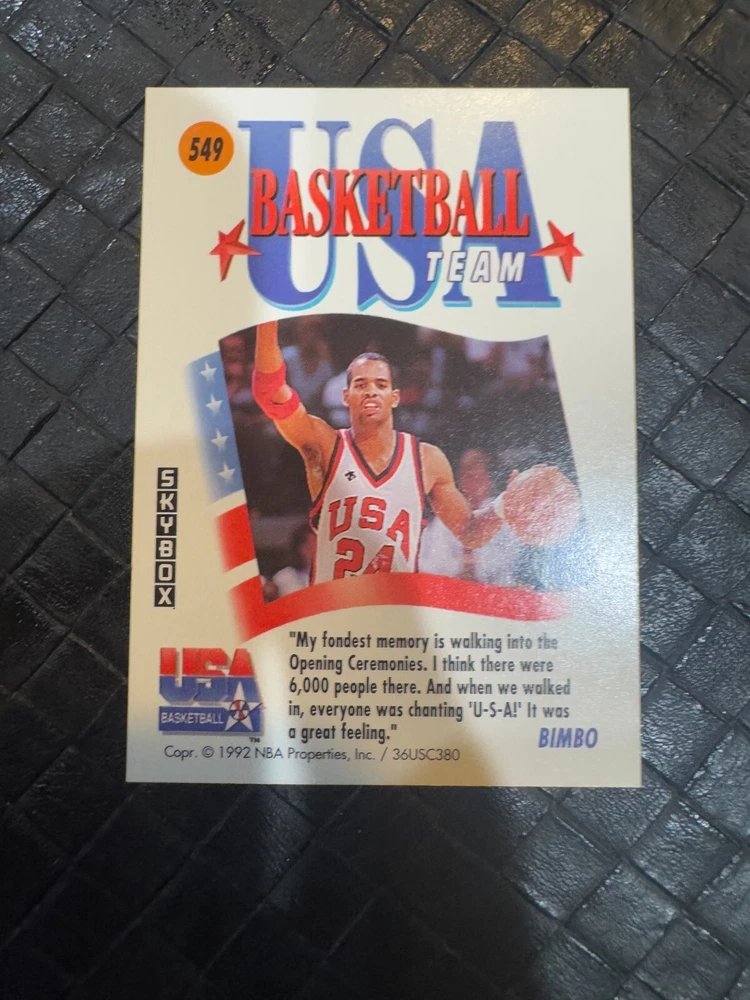 549
USA
BASKETBALL
TEAM
USA
24
SKYBOX
"My fondest memory is walking into the
Opening Ceremonies. I think there were
6,000 people there. And when we walked
in, everyone was chanting 'U-S-A!' It was
a great feeling."
BIMBO
USA
BASKETBALL
TM
Copr. © 1992 NBA Properties, Inc. / 36USC380